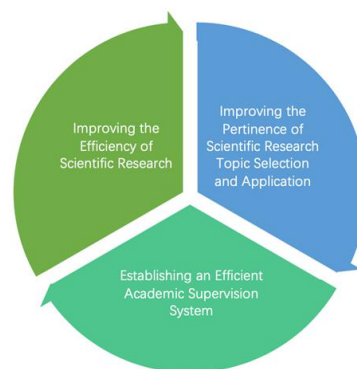 Improving the
Efficiency of
Scientific Research
Improving the
Pertinence of
Scientific Research
Topic Selection
and Application
Establishing an Efficient
Academic Supervision
System